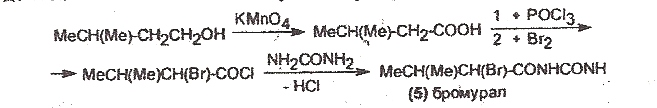 MeCH(Me)-CH2CH2OH KMnO4 MeCH(Me)-CH2-COOH 1 + POCl3
2 + Br2
MeCH(Me)CH(Br)-COCl NH2CONH2 MeCH(Me)CH(Br)-CONHCONH
- HCl (5) бромурал